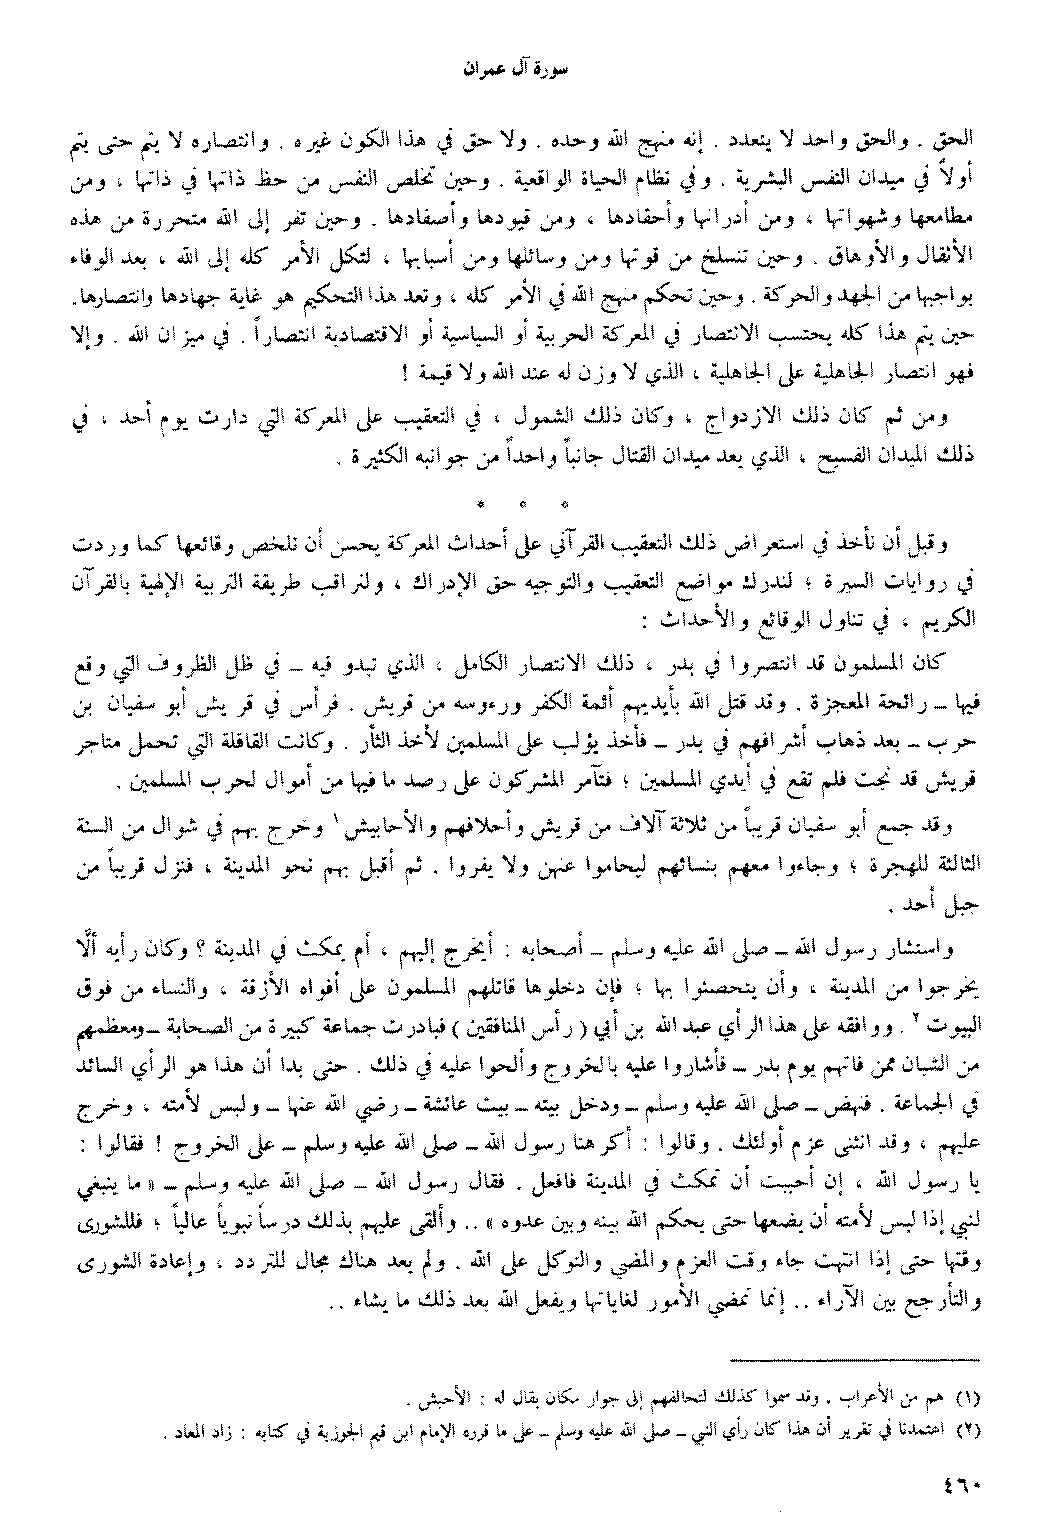 سورة آل عمران
الحق . والحق واحد لا يتعدد . إنه منهج الله وحده . ولا حق في هذا الكون غيره . وانتصاره لا يتم حتى يتم
أولاً في ميدان النفس البشرية . وفي نظام الحياة الواقعية . وحين تخلص النفس من حظ ذاتها في ذاتها ، ومن
مطامعها وشهواتها ، ومن أدرانها وأحقادها ، ومن قيودها وأصفادها . وحين تفر إلى الله متحررة من هذه
الأثقال والأوهاق . وحين تنسلخ من قوتها ومن وسائلها ومن أسبابها ، لتكل الأمر كله إلى الله ، بعد الوفاء
بواجبها من الجهد والحركة . وحين تحكم منهج الله في الأمر كله ، وتعد هذا التحكيم هو غاية جهادها وانتصارها.
حين يتم هذا كله يحتسب الانتصار في المعركة الحربية أو السياسية أو الاقتصادية انتصاراً . في ميزان الله . وإلا
فهو انتصار الجاهلية على الجاهلية ، الذي لا وزن له عند الله ولا قيمة !
ومن ثم كان ذلك الازدواج ، وكان ذلك الشمول ، في التعقيب على المعركة التي دارت يوم أحد ، في
ذلك الميدان الفسيح ، الذي يعد ميدان القتال جانباً واحداً من جوانبه الكثيرة .
* * *
وقبل أن نأخذ في استعراض ذلك التعقيب القرآني على أحداث المعركة يحسن أن نلخص وقائعها كما وردت
في روايات السيرة ؛ لندرك مواضع التعقيب والتوجيه حق الإدراك ، ولنراقب طريقة التربية الإلهية بالقرآن
الكريم ، في تناول الوقائع والأحداث :
كان المسلمون قد انتصروا في بدر ، ذلك الانتصار الكامل ، الذي تبدو فيه – في ظل الظروف التي وقع
فيها – رائحة المعجزة . وقد قتل الله بأيديهم أئمة الكفر ورءوسه من قريش . فرأس في قريش أبو سفيان بن
حرب – بعد ذهاب أشرافهم في بدر – فأخذ يؤلب على المسلمين لأخذ الثأر . وكانت القافلة التي تحمل متاجر
قريش قد نجت فلم تقع في أيدي المسلمين ؛ فتآمر المشركون على رصد ما فيها من أموال لحرب المسلمين .
وقد جمع أبو سفيان قريباً من ثلاثة آلاف من قريش وأحلافهم والأحابيش١ وخرج بهم في شوال من السنة
الثالثة للهجرة ؛ وجاءوا معهم بنسائهم ليحاموا عنهن ولا يفروا . ثم أقبل بهم نحو المدينة ، فنزل قريباً من
جبل أحد .
واستشار رسول الله – صلى الله عليه وسلم – أصحابه : أيخرج إليهم ، أم يمكث في المدينة ؟ وكان رأيه ألَّا
يخرجوا من المدينة ، وأن يتحصنوا بها ؛ فإن دخلوها قاتلهم المسلمون على أفواه الأزقة ، والنساء من فوق
البيوت ٢ . ووافقه على هذا الرأي عبد الله بن أبي ( رأس المنافقين ) فبادرت جماعة كبيرة من الصحابة –ومعظمهم
من الشبان ممن فاتهم يوم بدر – فأشاروا عليه بالخروج وألحوا عليه في ذلك . حتى بدا أن هذا هو الرأي السائد
في الجماعة . فنهض – صلى الله عليه وسلم – ودخل بيته – بيت عائشة – رضي الله عنها – ولبس لأمته ، وخرج
عليهم ، وقد انثنى عزم أولئك . وقالوا : أكرهنا رسول الله – صلى الله عليه وسلم – على الخروج ! فقالوا :
يا رسول الله ، إن أحببت أن تمكث في المدينة فافعل . فقال رسول الله – صلى الله عليه وسلم – « ما ينبغي
لنبي إذا لبس لأمته أن يضعها حتى يحكم الله بينه وبين عدوه » .. وألقى عليهم بذلك درساً نبوياً عالياً ؛ فللشورى
وقتها حتى إذا انتهت جاء وقت العزم والمضي والتوكل على الله . ولم يعد هناك مجال للتردد ، وإعادة الشورى
والتأرجح بين الآراء .. إنما تمضي الأمور لغاياتها ويفعل الله بعد ذلك ما يشاء ..
(١) هم من الأعراب . وقد سموا كذلك لتحالفهم إلى جوار مكان يقال له : الأحبش .
(٢) اعتمدنا في تقرير أن هذا كان رأي النبي – صلى الله عليه وسلم – على ما قرره الإمام ابن قيم الجوزية في كتابه : زاد المعاد .
٤٦٠